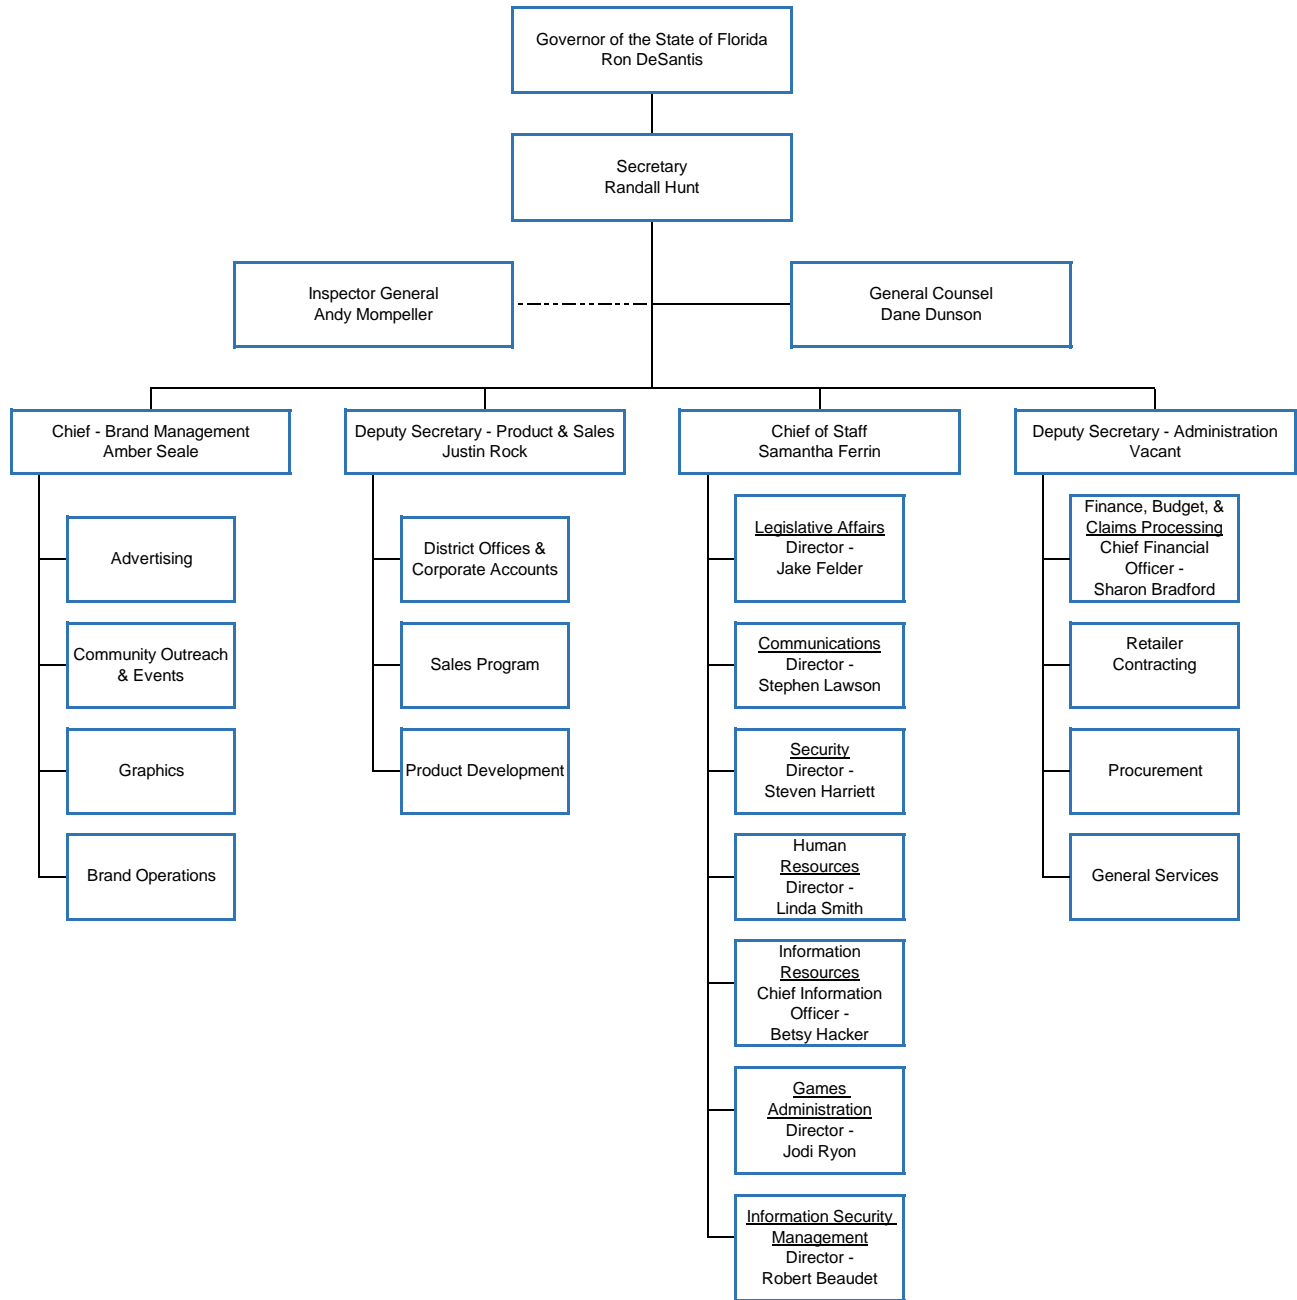 Governor of the State of Florida
Ron DeSantis
Secretary
Randall Hunt
Inspector General
Andy Mompeller
General Counsel
Dane Dunson
Chief - Brand Management
Amber Seale
Deputy Secretary - Product & Sales
Justin Rock
Chief of Staff
Samantha Ferrin
Deputy Secretary - Administration
Vacant
Advertising
Community Outreach
& Events
Graphics
Brand Operations
District Offices &
Corporate Accounts
Sales Program
Product Development
Legislative Affairs
Director -
Jake Felder
Communications
Director -
Stephen Lawson
Security
Director -
Steven Harriett
Human
Resources
Director -
Linda Smith
Information
Resources
Chief Information
Officer -
Betsy Hacker
Games
Administration
Director -
Jodi Ryon
Information Security
Management
Director -
Robert Beaudet
Finance, Budget, &
Claims Processing
Chief Financial
Officer -
Sharon Bradford
Retailer
Contracting
Procurement
General Services